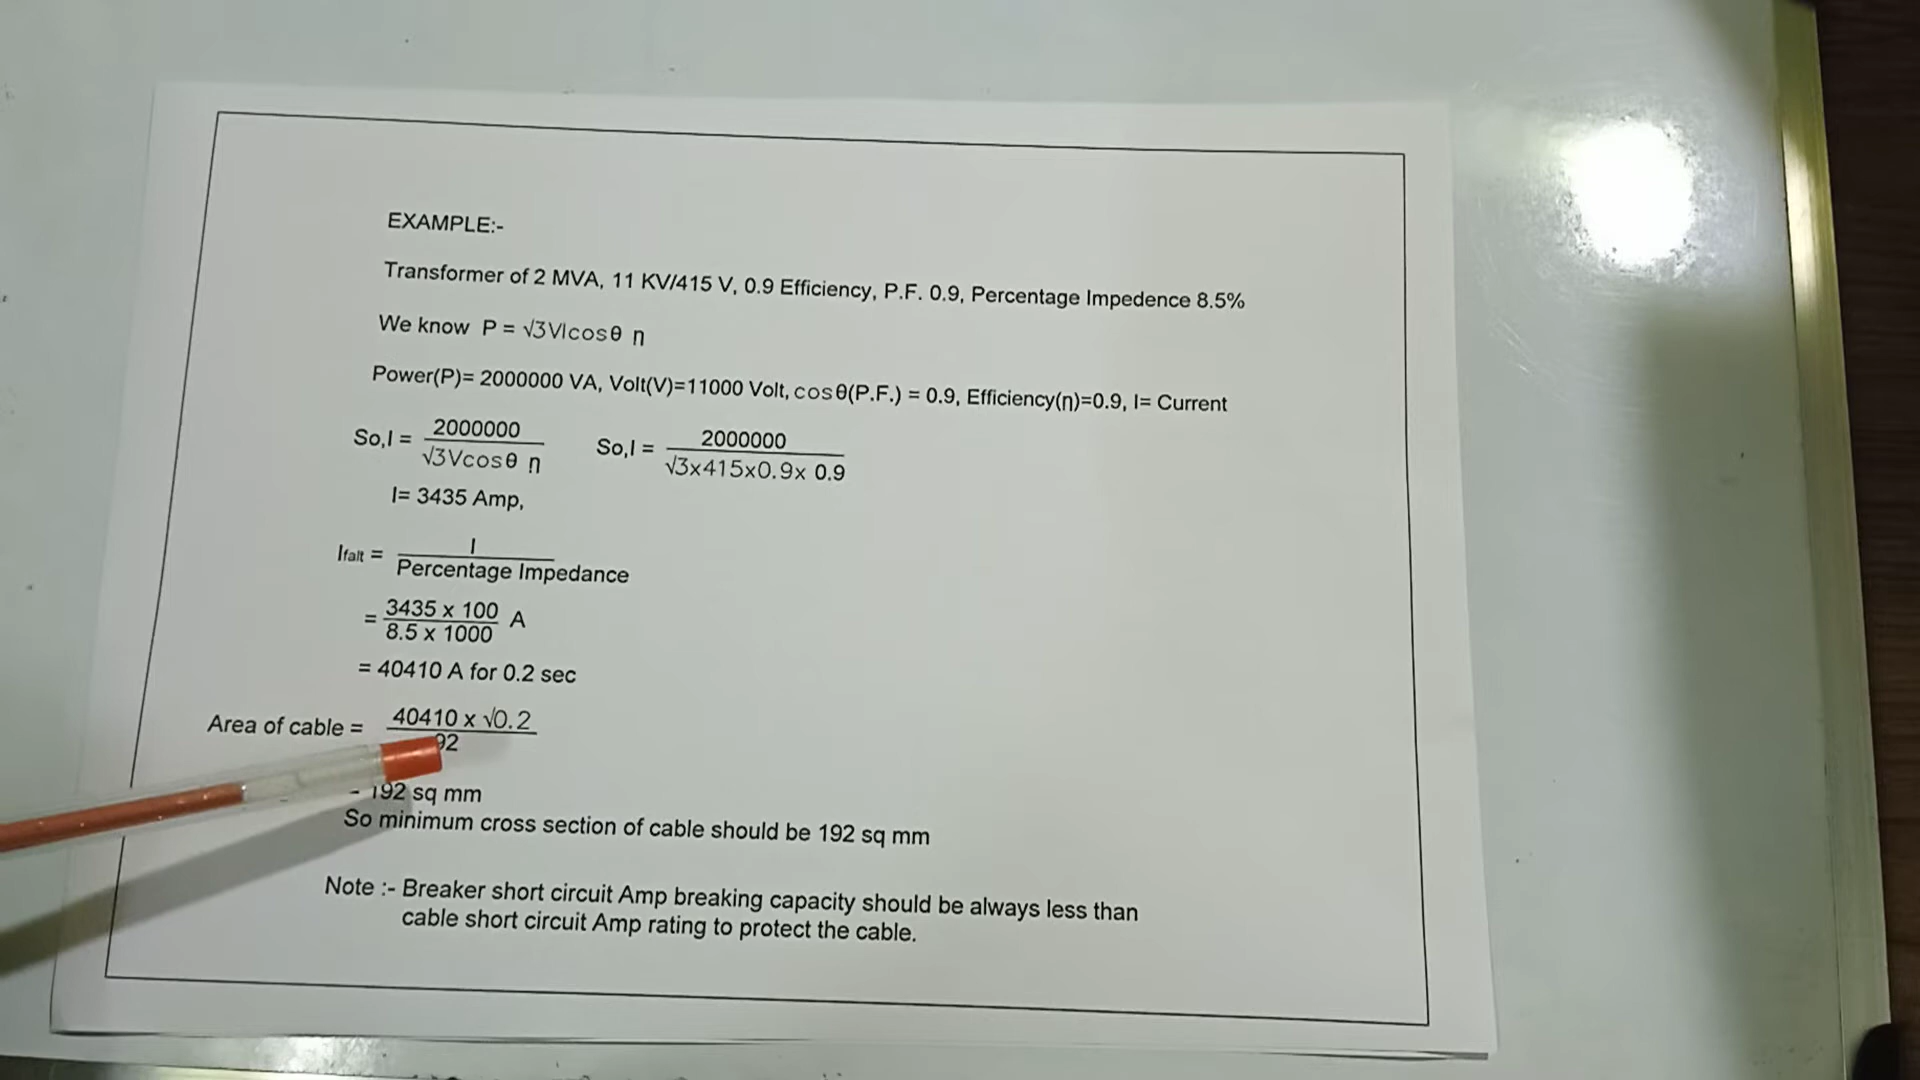 EXAMPLE:-
Transformer of 2 MVA, 11 KV/415 V, 0.9 Efficiency, P.F. 0.9, Percentage Impedence 8.5%
We know P = √3VIcosθ η
Power(P)= 2000000 VA, Volt(V)=11000 Volt, cosθ(P.F.) = 0.9, Efficiency(η)=0.9, I= Current
So,I = 2000000 / √3Vcosθ η So,I = 2000000 / √3x415x0.9x 0.9
I= 3435 Amp,
Ifalt = I / Percentage Impedance
= 3435 x 100 / 8.5 x 1000 A
= 40410 A for 0.2 sec
Area of cable = 40410 x √0.2 / 92
= 192 sq mm
So minimum cross section of cable should be 192 sq mm
Note :- Breaker short circuit Amp breaking capacity should be always less than
cable short circuit Amp rating to protect the cable.